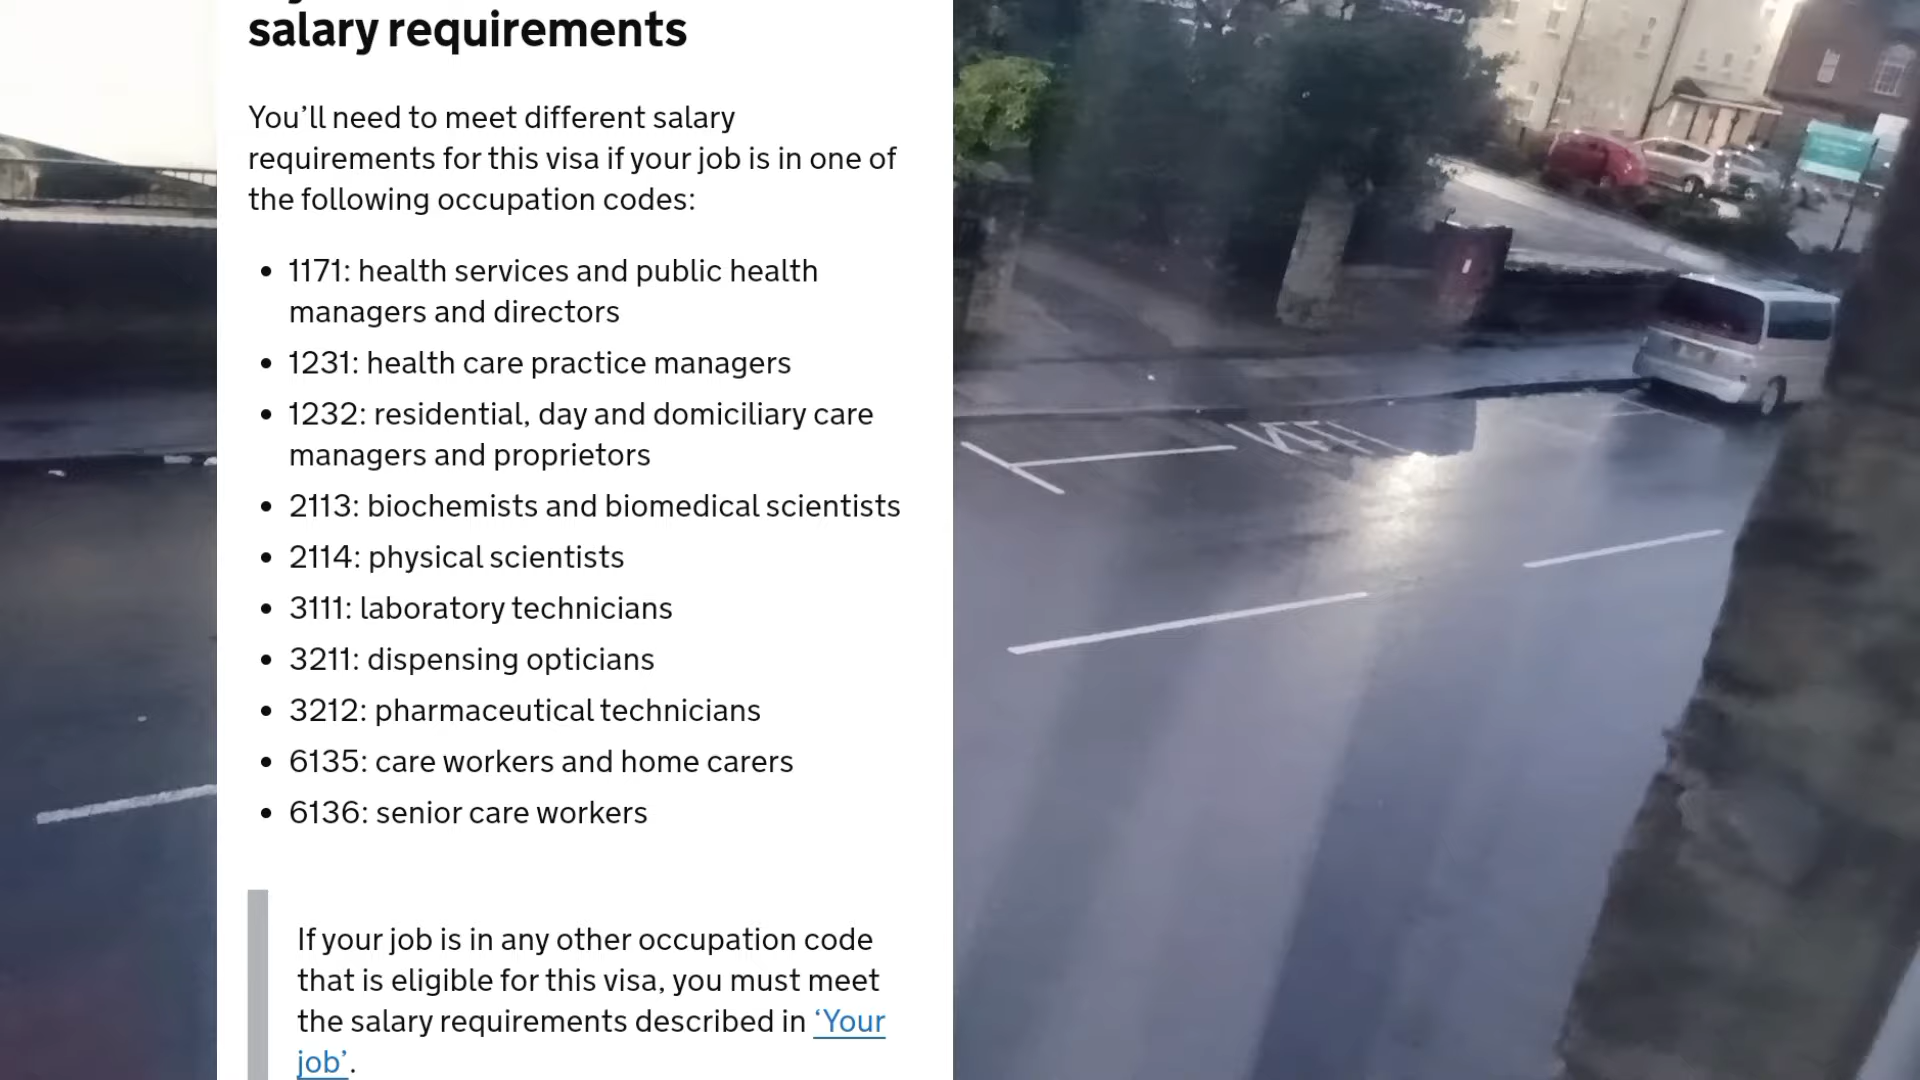 salary requirements
You’ll need to meet different salary
requirements for this visa if your job is in one of
the following occupation codes:
• 1171: health services and public health
managers and directors
• 1231: health care practice managers
• 1232: residential, day and domiciliary care
managers and proprietors
• 2113: biochemists and biomedical scientists
• 2114: physical scientists
• 3111: laboratory technicians
• 3211: dispensing opticians
• 3212: pharmaceutical technicians
• 6135: care workers and home carers
• 6136: senior care workers
If your job is in any other occupation code
that is eligible for this visa, you must meet
the salary requirements described in ‘Your
job’.